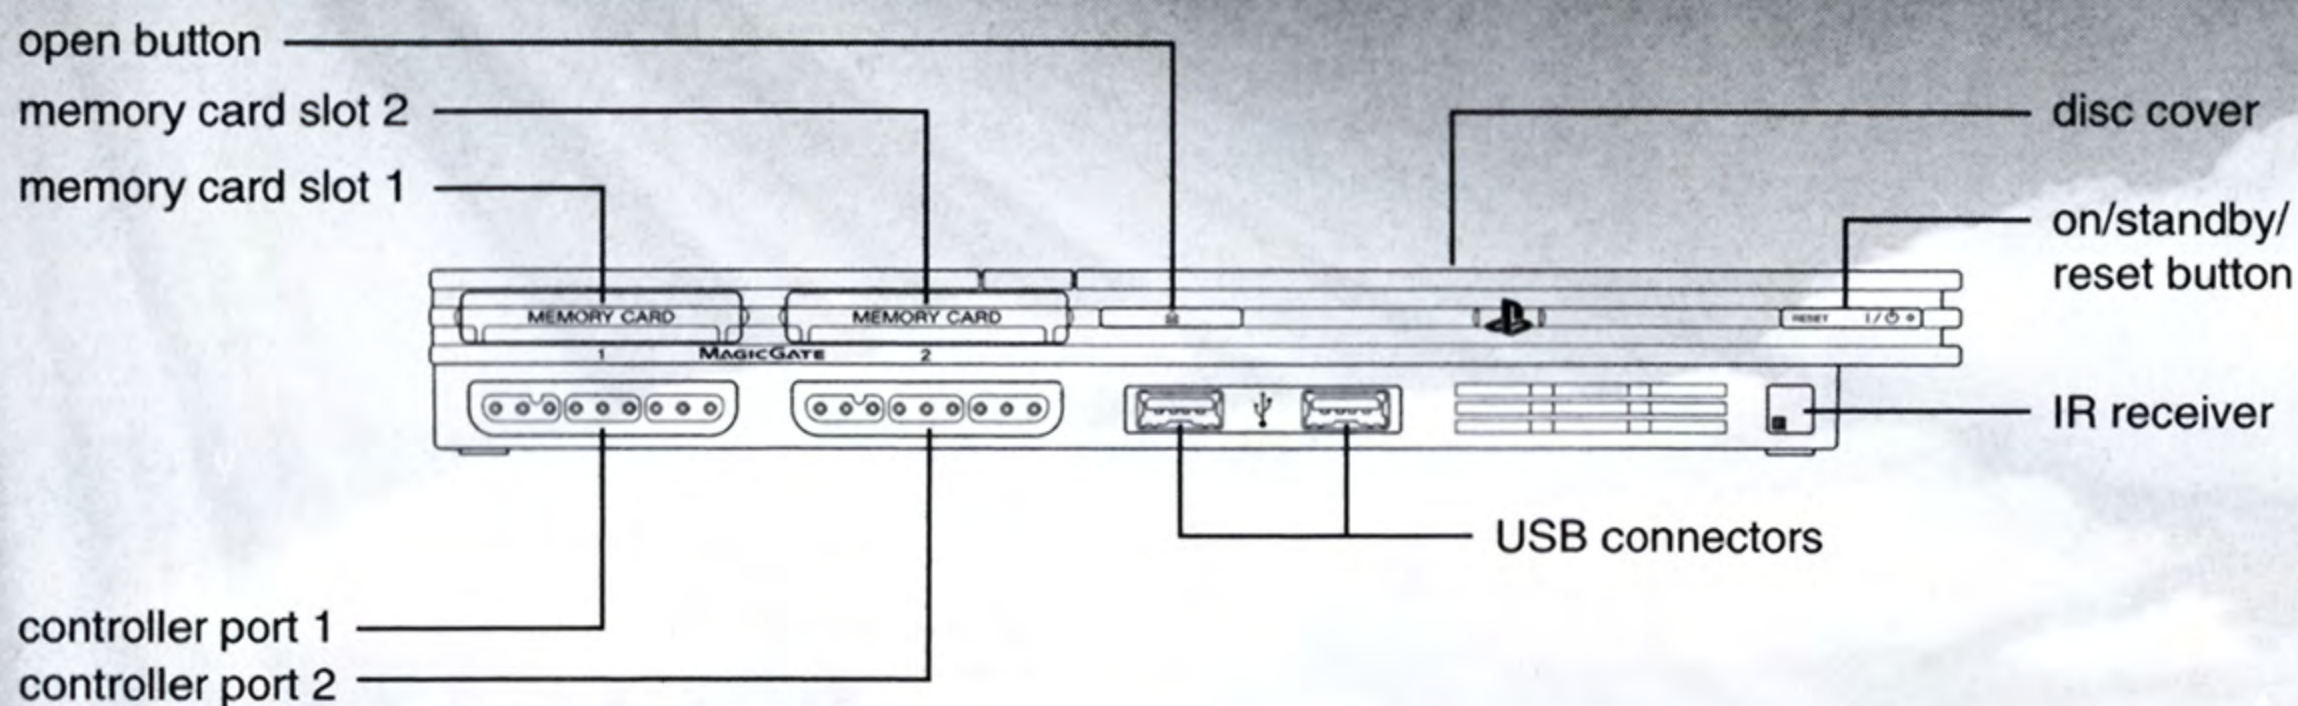 open button
memory card slot 2
memory card slot 1
disc cover
on/standby/
reset button
MEMORY CARD
MEMORY CARD
RESET
1
MAGICGATE
2
IR receiver
USB connectors
controller port 1
controller port 2